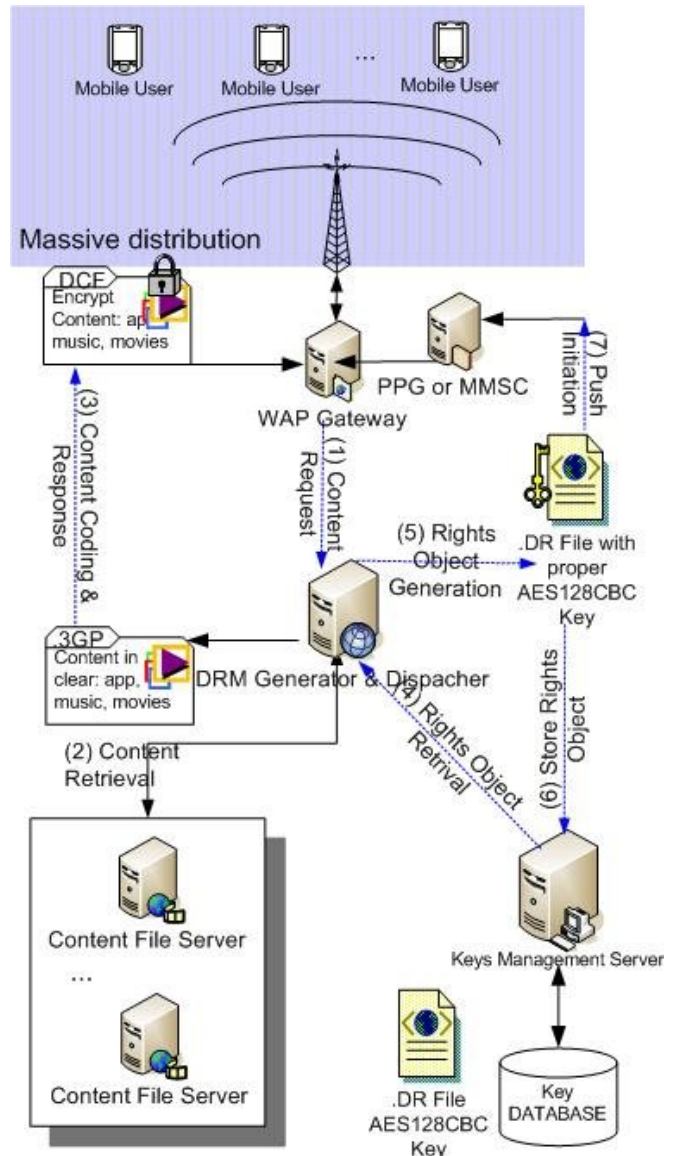 Mobile User
Mobile User
...
Mobile User
Massive distribution
.DCF
Encrypt
Content: ap
music, movies
WAP Gateway
PPG or MMSC
(7) Push
Initiation
(1) Content
Request
(3) Content Coding &
Response
(5) Rights
Object
Generation
.DR File with
proper
AES128CBC
Key
.3GP
Content in
clear: app,
music, movies
DRM Generator & Dispacher
(2) Content
Retrieval
(4) Rights Object
Retrival
(6) Store Rights
Object
Content File Server
...
Content File Server
Keys Management Server
.DR File
AES128CBC
Key
Key
DATABASE